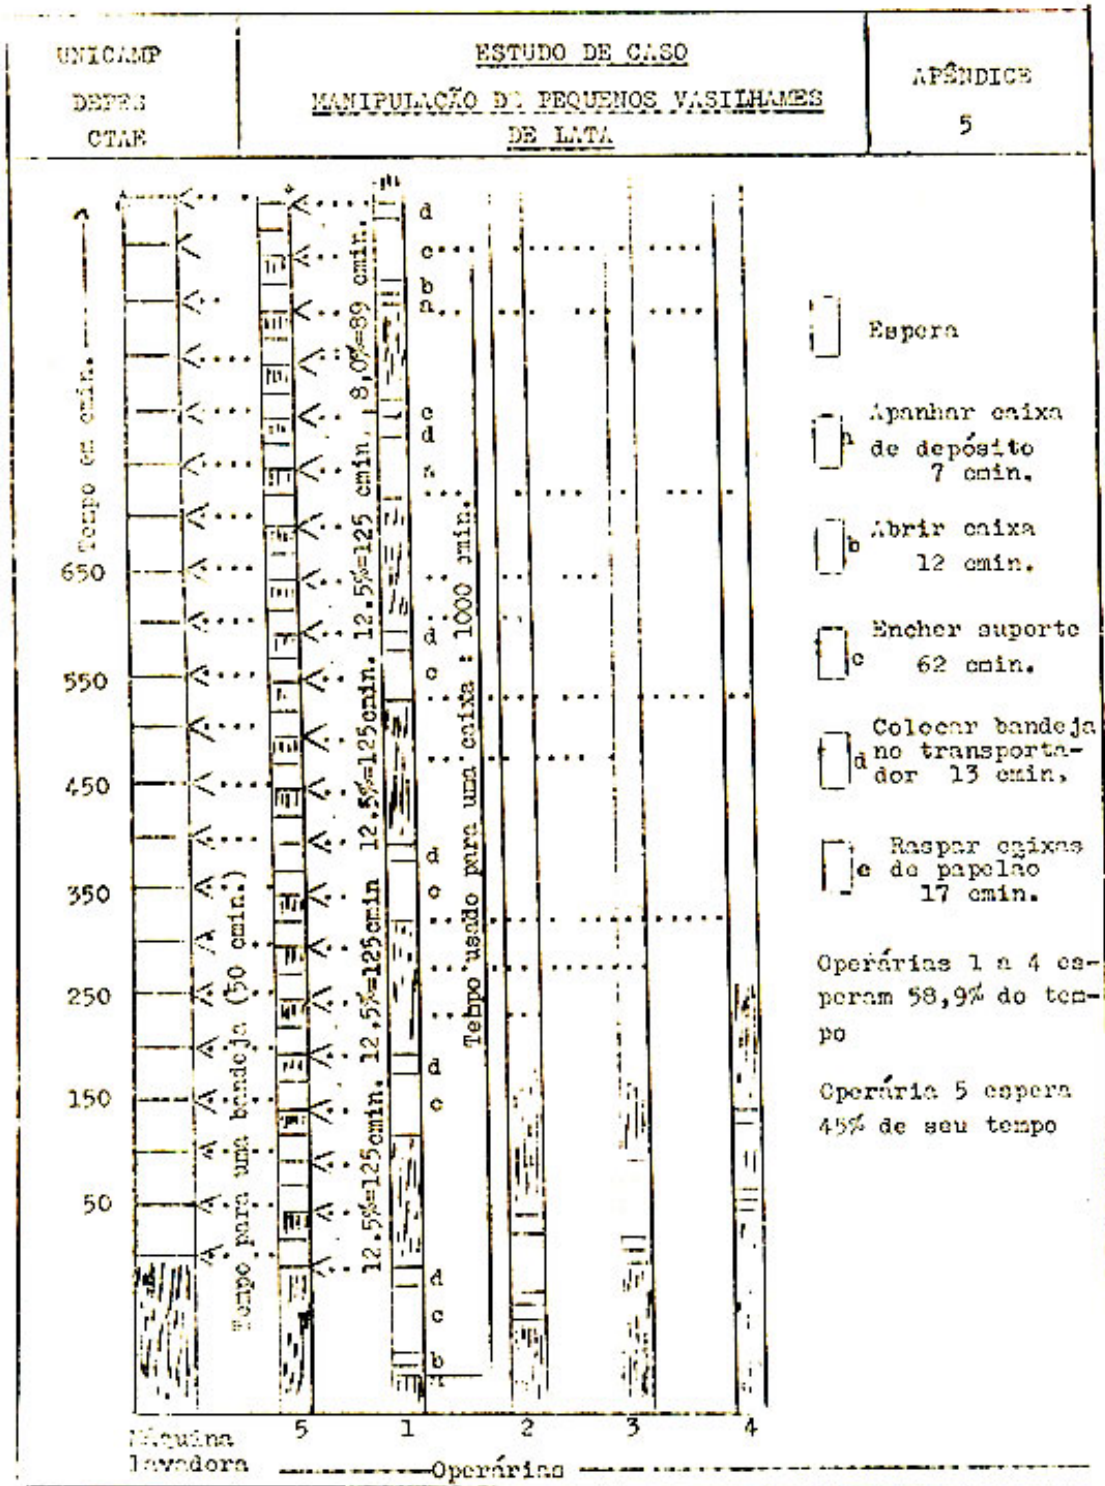 UNICAMP
DEPES
CTAE
ESTUDO DE CASO
MANIPULAÇÃO DE PEQUENOS VASILHAMES
DE LATA
APÊNDICE
5
Tempo em cmin.
650
550
450
350
250
150
50
Tempo para uma bandeja (50 cmin.)
12.5%=125cmin. 12,5%=125cmin 12.5%=125cmin. 12.5%=125 cmin. 8,0%=89 cmin.
Tempo usado para uma caixa : 1000 cmin.
d
c
b
a
c
d
a
d
c
d
c
d
c
d
c
b
a
Espera
a Apanhar caixa
de depósito
7 cmin.
b Abrir caixa
12 cmin.
c Encher suporte
62 cmin.
d Colocar bandeja
no transporta-
dor 13 cmin.
e Raspar caixas
de papelão
17 cmin.
Operárias 1 a 4 es-
peram 58,9% do tem-
po
Operária 5 espera
45% de seu tempo
5 1 2 3 4
Máquina
lavadora
Operárias